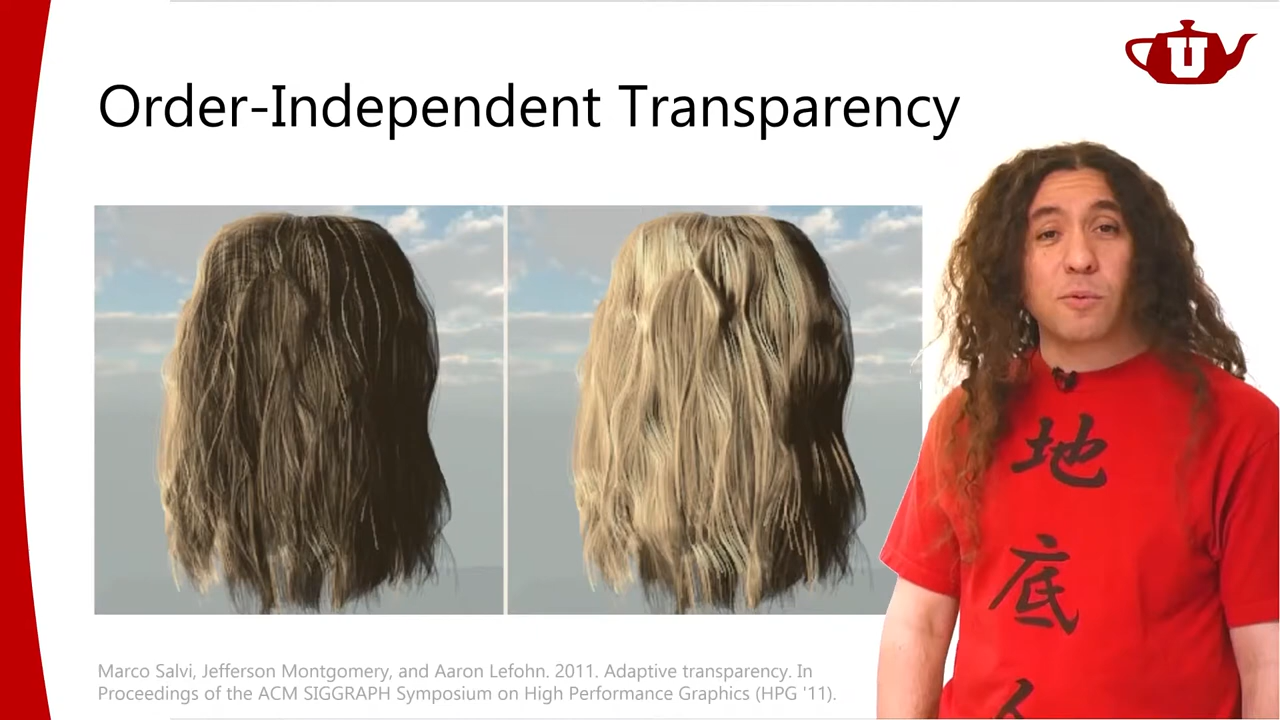 U
Order-Independent Transparency
地
底
人
Marco Salvi, Jefferson Montgomery, and Aaron Lefohn. 2011. Adaptive transparency. In
Proceedings of the ACM SIGGRAPH Symposium on High Performance Graphics (HPG '11).